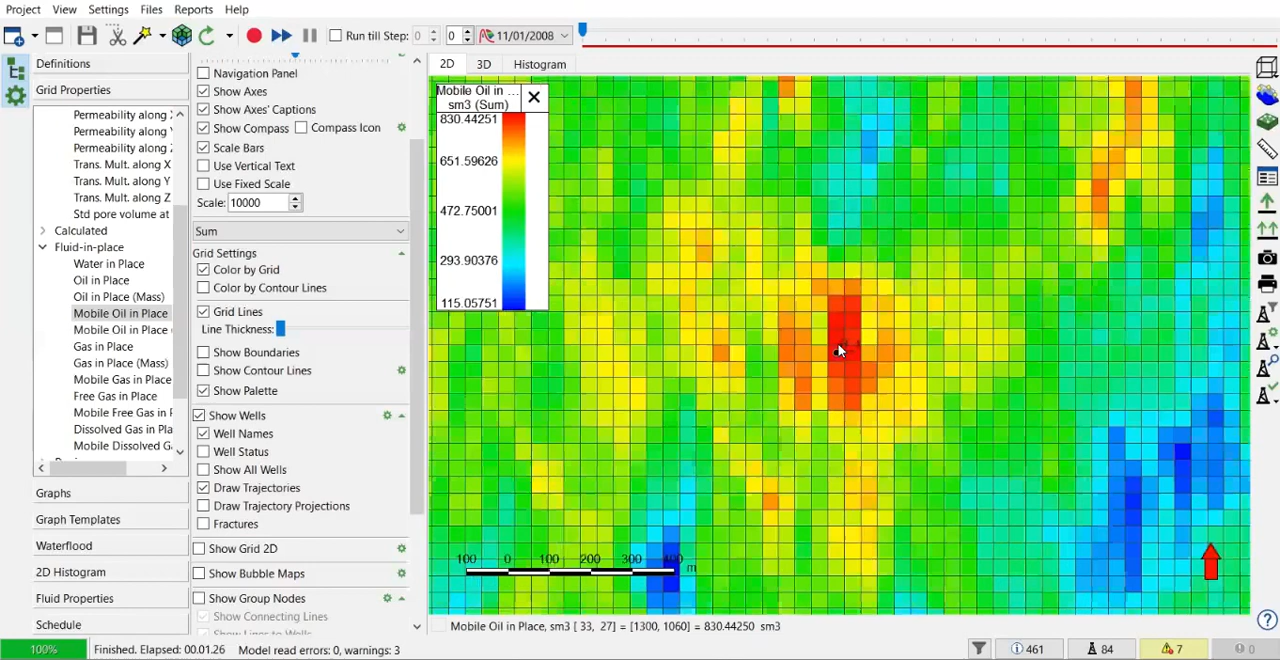 Project View Settings Files Reports Help
Run till Step: 0 0 11/01/2008
Definitions
Grid Properties
Permeability along
Permeability along
Permeability along
Trans. Mult. along X
Trans. Mult. along Y
Trans. Mult. along Z
Std pore volume at
Calculated
Fluid-in-place
Water in Place
Oil in Place
Oil in Place (Mass)
Mobile Oil in Place
Mobile Oil in Place
Gas in Place
Gas in Place (Mass)
Mobile Gas in Place
Free Gas in Place
Mobile Free Gas in P
Dissolved Gas in Pla
Mobile Dissolved G
Graphs
Graph Templates
Waterflood
2D Histogram
Fluid Properties
Schedule
Navigation Panel
Show Axes
Show Axes' Captions
Show Compass Compass Icon
Scale Bars
Use Vertical Text
Use Fixed Scale
Scale: 10000
Sum
Grid Settings
Color by Grid
Color by Contour Lines
Grid Lines
Line Thickness:
Show Boundaries
Show Contour Lines
Show Palette
Show Wells
Well Names
Well Status
Show All Wells
Draw Trajectories
Draw Trajectory Projections
Fractures
Show Grid 2D
Show Bubble Maps
Show Group Nodes
Show Connecting Lines
2D 3D Histogram
Mobile Oil in ...
sm3 (Sum)
830.44251
651.59626
472.75001
293.90376
115.05751
100 0 100 200 300 400
m
Mobile Oil in Place, sm3 [ 33, 27] = [1300, 1060] = 830.44250 sm3
100% Finished. Elapsed: 00.01.26 Model read errors: 0, warnings: 3
461 84 7 0